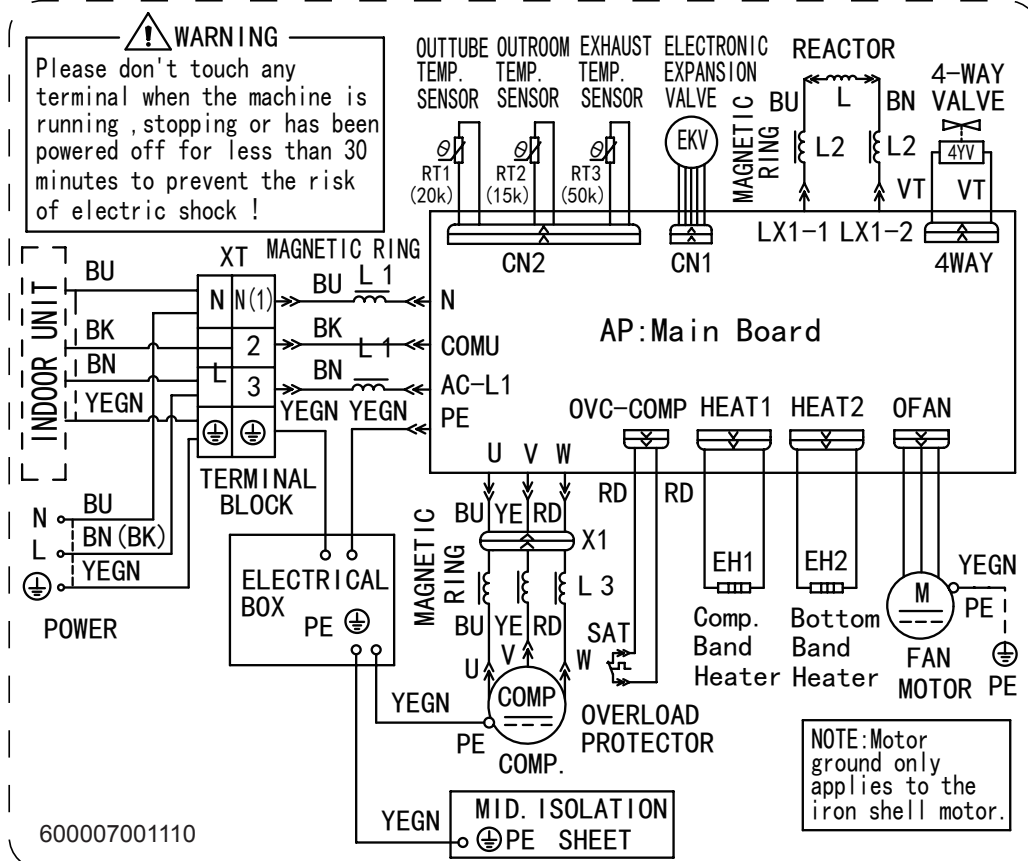 WARNING
Please don't touch any
terminal when the machine is
running ,stopping or has been
powered off for less than 30
minutes to prevent the risk
of electric shock !
OUTTUBE OUTROOM EXHAUST ELECTRONIC
TEMP. TEMP. TEMP. EXPANSION
SENSOR SENSOR SENSOR VALVE
REACTOR
4-WAY
VALVE
MAGNETIC
RING
BU L BN
L2 L2
θ θ θ
RT1 RT2 RT3
(20k) (15k) (50k)
EKV
4YV
VT VT
CN2
CN1
LX1-1 LX1-2
4WAY
INDOOR UNIT
BU
BK
BN
YEGN
XT
N N(1)
2
L
3
TERMINAL
BLOCK
MAGNETIC RING
BU L1
BK
L1
BN
YEGN YEGN
N
COMU
AC-L1
PE
AP:Main Board
U V W
OVC-COMP HEAT1 HEAT2 OFAN
RD RD
N BU
L BN(BK)
YEGN
POWER
ELECTRICAL
BOX
PE
MAGNETIC
RING
BU YE RD
X1
L3
BU YE RD
U V W
SAT
COMP
PE
COMP.
OVERLOAD
PROTECTOR
YEGN
EH1
Comp.
Band
Heater
EH2
Bottom
Band
Heater
M
YEGN
PE
FAN
MOTOR
PE
NOTE:Motor
ground only
applies to the
iron shell motor.
YEGN
MID. ISOLATION
PE SHEET
600007001110